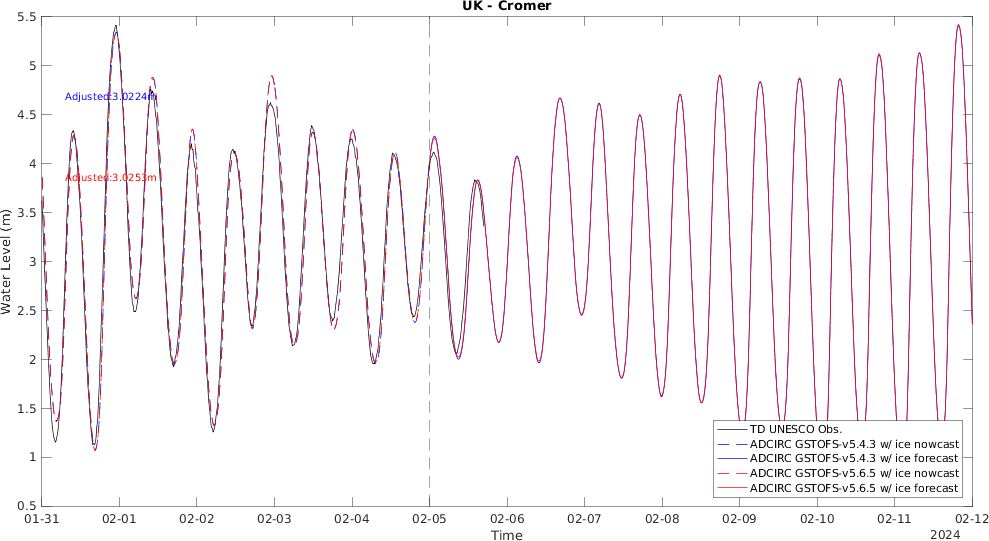 UK - Cromer
5.5
5
4.5
4
3.5
3
2.5
2
1.5
1
0.5
Water Level (m)
Adjusted:3.0224m
Adjusted:3.0253m
TD UNESCO Obs.
ADCIRC GSTOFS-v5.4.3 w/ ice nowcast
ADCIRC GSTOFS-v5.4.3 w/ ice forecast
ADCIRC GSTOFS-v5.6.5 w/ ice nowcast
ADCIRC GSTOFS-v5.6.5 w/ ice forecast
01-31 02-01 02-02 02-03 02-04 02-05 02-06 02-07 02-08 02-09 02-10 02-11 02-12
Time
2024